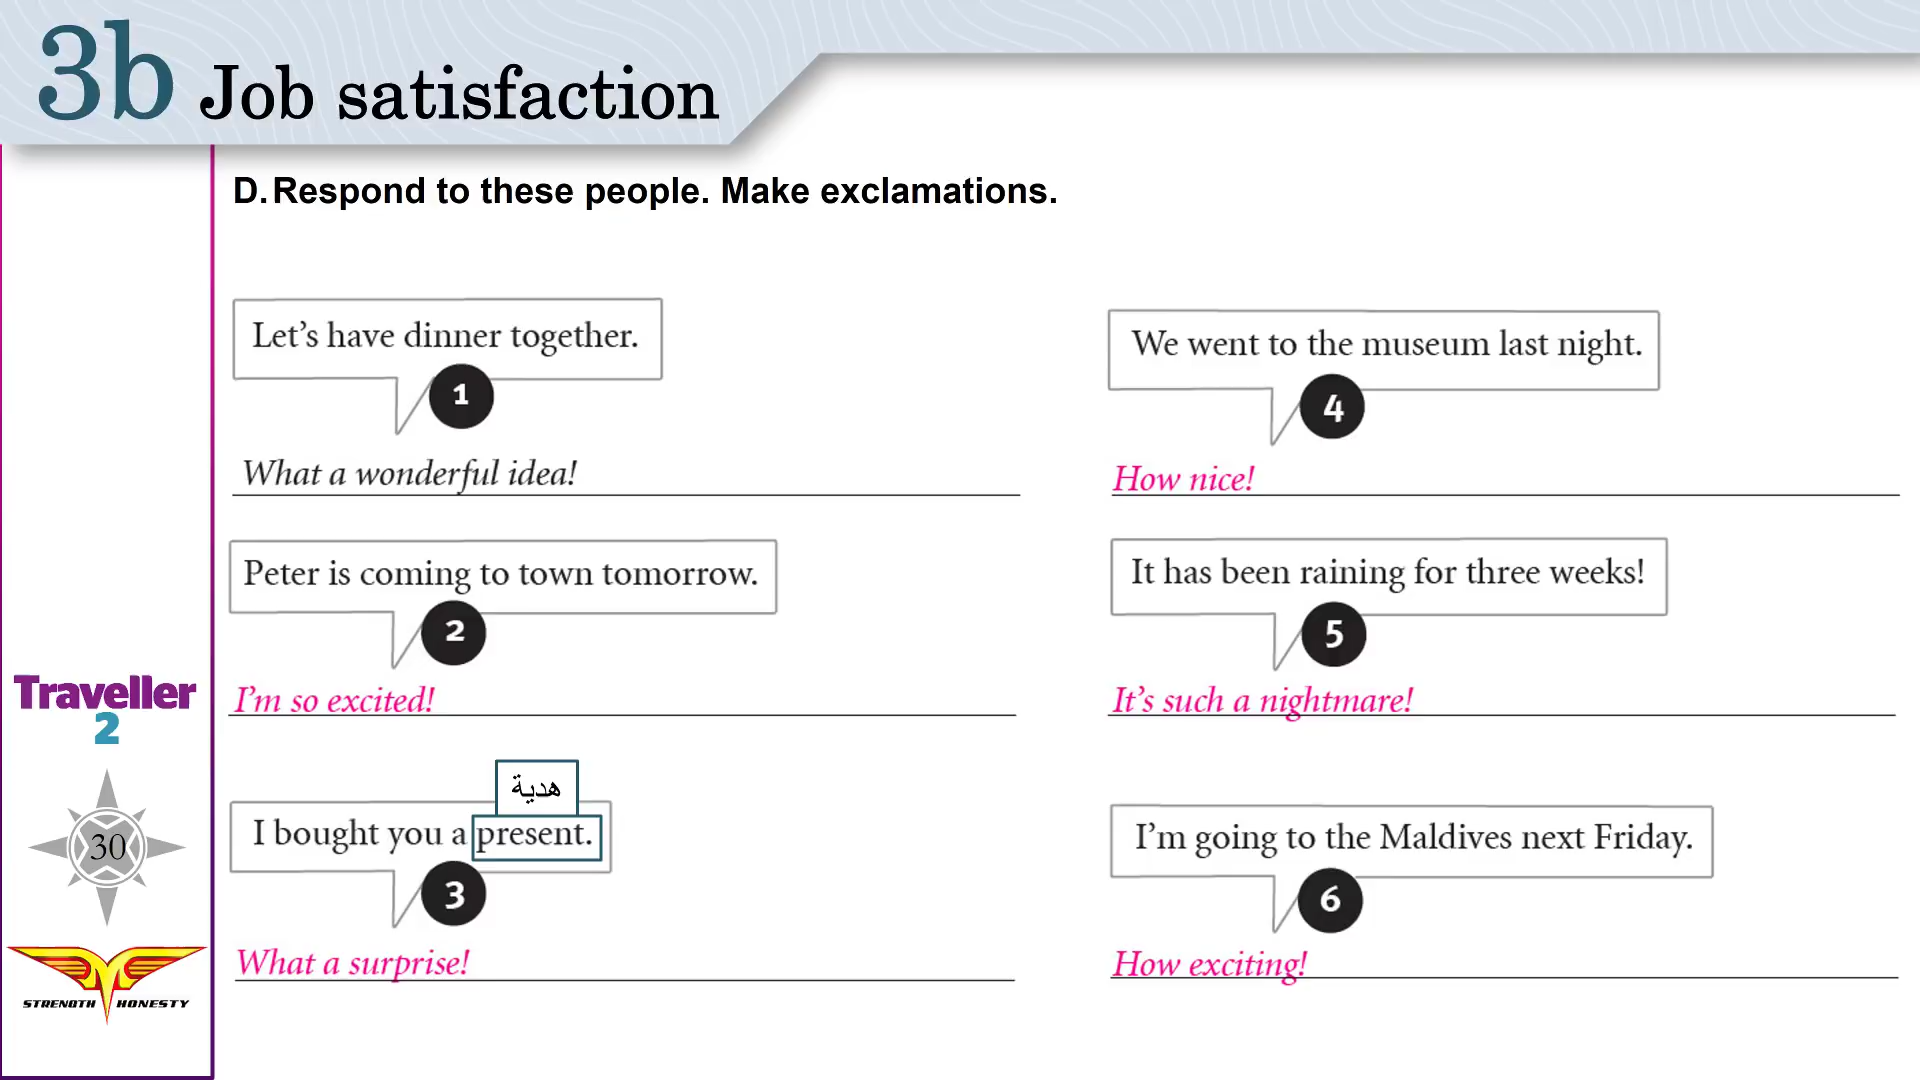 3b Job satisfaction
D. Respond to these people. Make exclamations.
Let's have dinner together.
1
What a wonderful idea!
Peter is coming to town tomorrow.
2
I'm so excited!
هدية
I bought you a present.
3
What a surprise!
We went to the museum last night.
4
How nice!
It has been raining for three weeks!
5
It's such a nightmare!
I'm going to the Maldives next Friday.
6
How exciting!
Traveller
2
30
STRENGTH HONESTY